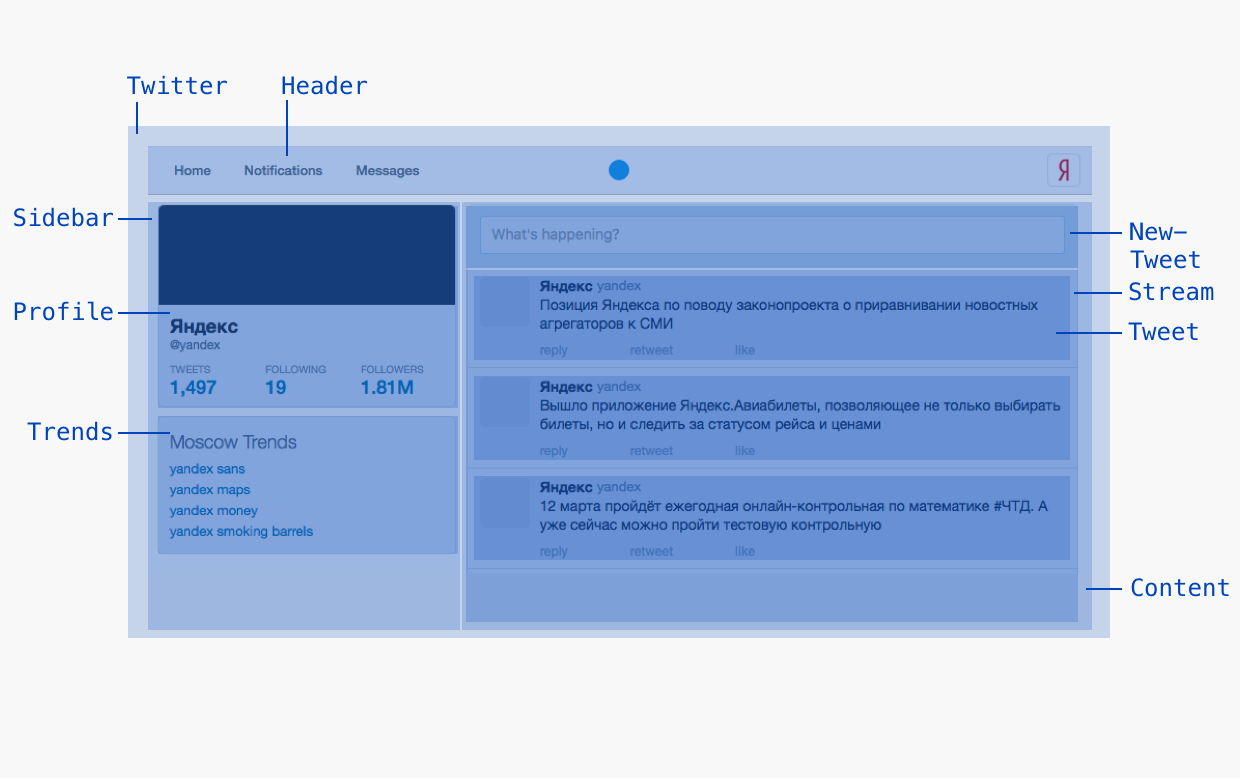 Twitter
Header
Home Notifications Messages
Я
Sidebar
Profile
Яндекс
@yandex
TWEETS FOLLOWING FOLLOWERS
1,497 19 1.81M
Trends
Moscow Trends
yandex sans
yandex maps
yandex money
yandex smoking barrels
What's happening?
New-
Tweet
Stream
Tweet
Яндекс yandex
Позиция Яндекса по поводу законопроекта о приравнивании новостных
агрегаторов к СМИ
reply retweet like
Яндекс yandex
Вышло приложение Яндекс.Авиабилеты, позволяющее не только выбирать
билеты, но и следить за статусом рейса и ценами
reply retweet like
Яндекс yandex
12 марта пройдёт ежегодная онлайн-контрольная по математике #ЧТД. А
уже сейчас можно пройти тестовую контрольную
reply retweet like
Content